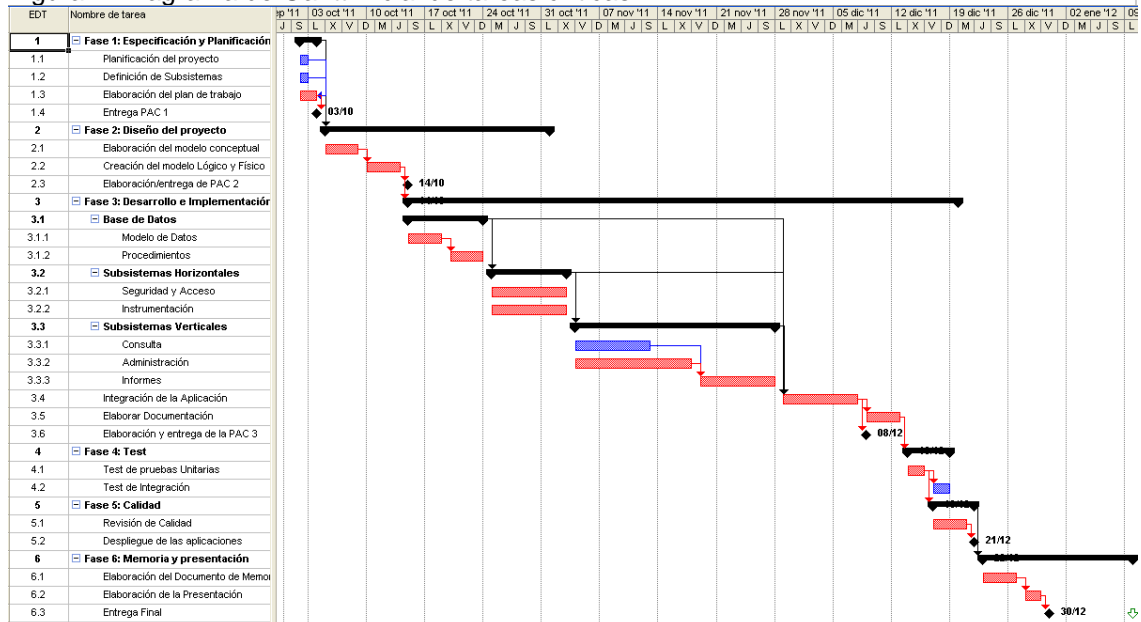 EDT Nombre de tarea ep '11 03 oct '11 10 oct '11 17 oct '11 24 oct '11 31 oct '11 07 nov '11 14 nov '11 21 nov '11 28 nov '11 05 dic '11 12 dic '11 19 dic '11 26 dic '11 02 ene '12 09
J S L X V D M J S L X V D M J S L X V D M J S L X V D M J S L X V D M J S L X V D M J S L X V D M J S L
1 Fase 1: Especificación y Planificación
1.1 Planificación del proyecto
1.2 Definición de Subsistemas
1.3 Elaboración del plan de trabajo
1.4 Entrega PAC 1 03/10
2 Fase 2: Diseño del proyecto
2.1 Elaboración del modelo conceptual
2.2 Creación del modelo Lógico y Físico
2.3 Elaboración/entrega de PAC 2 14/10
3 Fase 3: Desarrollo e Implementación
3.1 Base de Datos
3.1.1 Modelo de Datos
3.1.2 Procedimientos
3.2 Subsistemas Horizontales
3.2.1 Seguridad y Acceso
3.2.2 Instrumentación
3.3 Subsistemas Verticales
3.3.1 Consulta
3.3.2 Administración
3.3.3 Informes
3.4 Integración de la Aplicación
3.5 Elaborar Documentación
3.6 Elaboración y entrega de la PAC 3 08/12
4 Fase 4: Test
4.1 Test de pruebas Unitarias
4.2 Test de Integración
5 Fase 5: Calidad
5.1 Revisión de Calidad
5.2 Despliegue de las aplicaciones 21/12
6 Fase 6: Memoria y presentación
6.1 Elaboración del Documento de Memo
6.2 Elaboración de la Presentación
6.3 Entrega Final 30/12